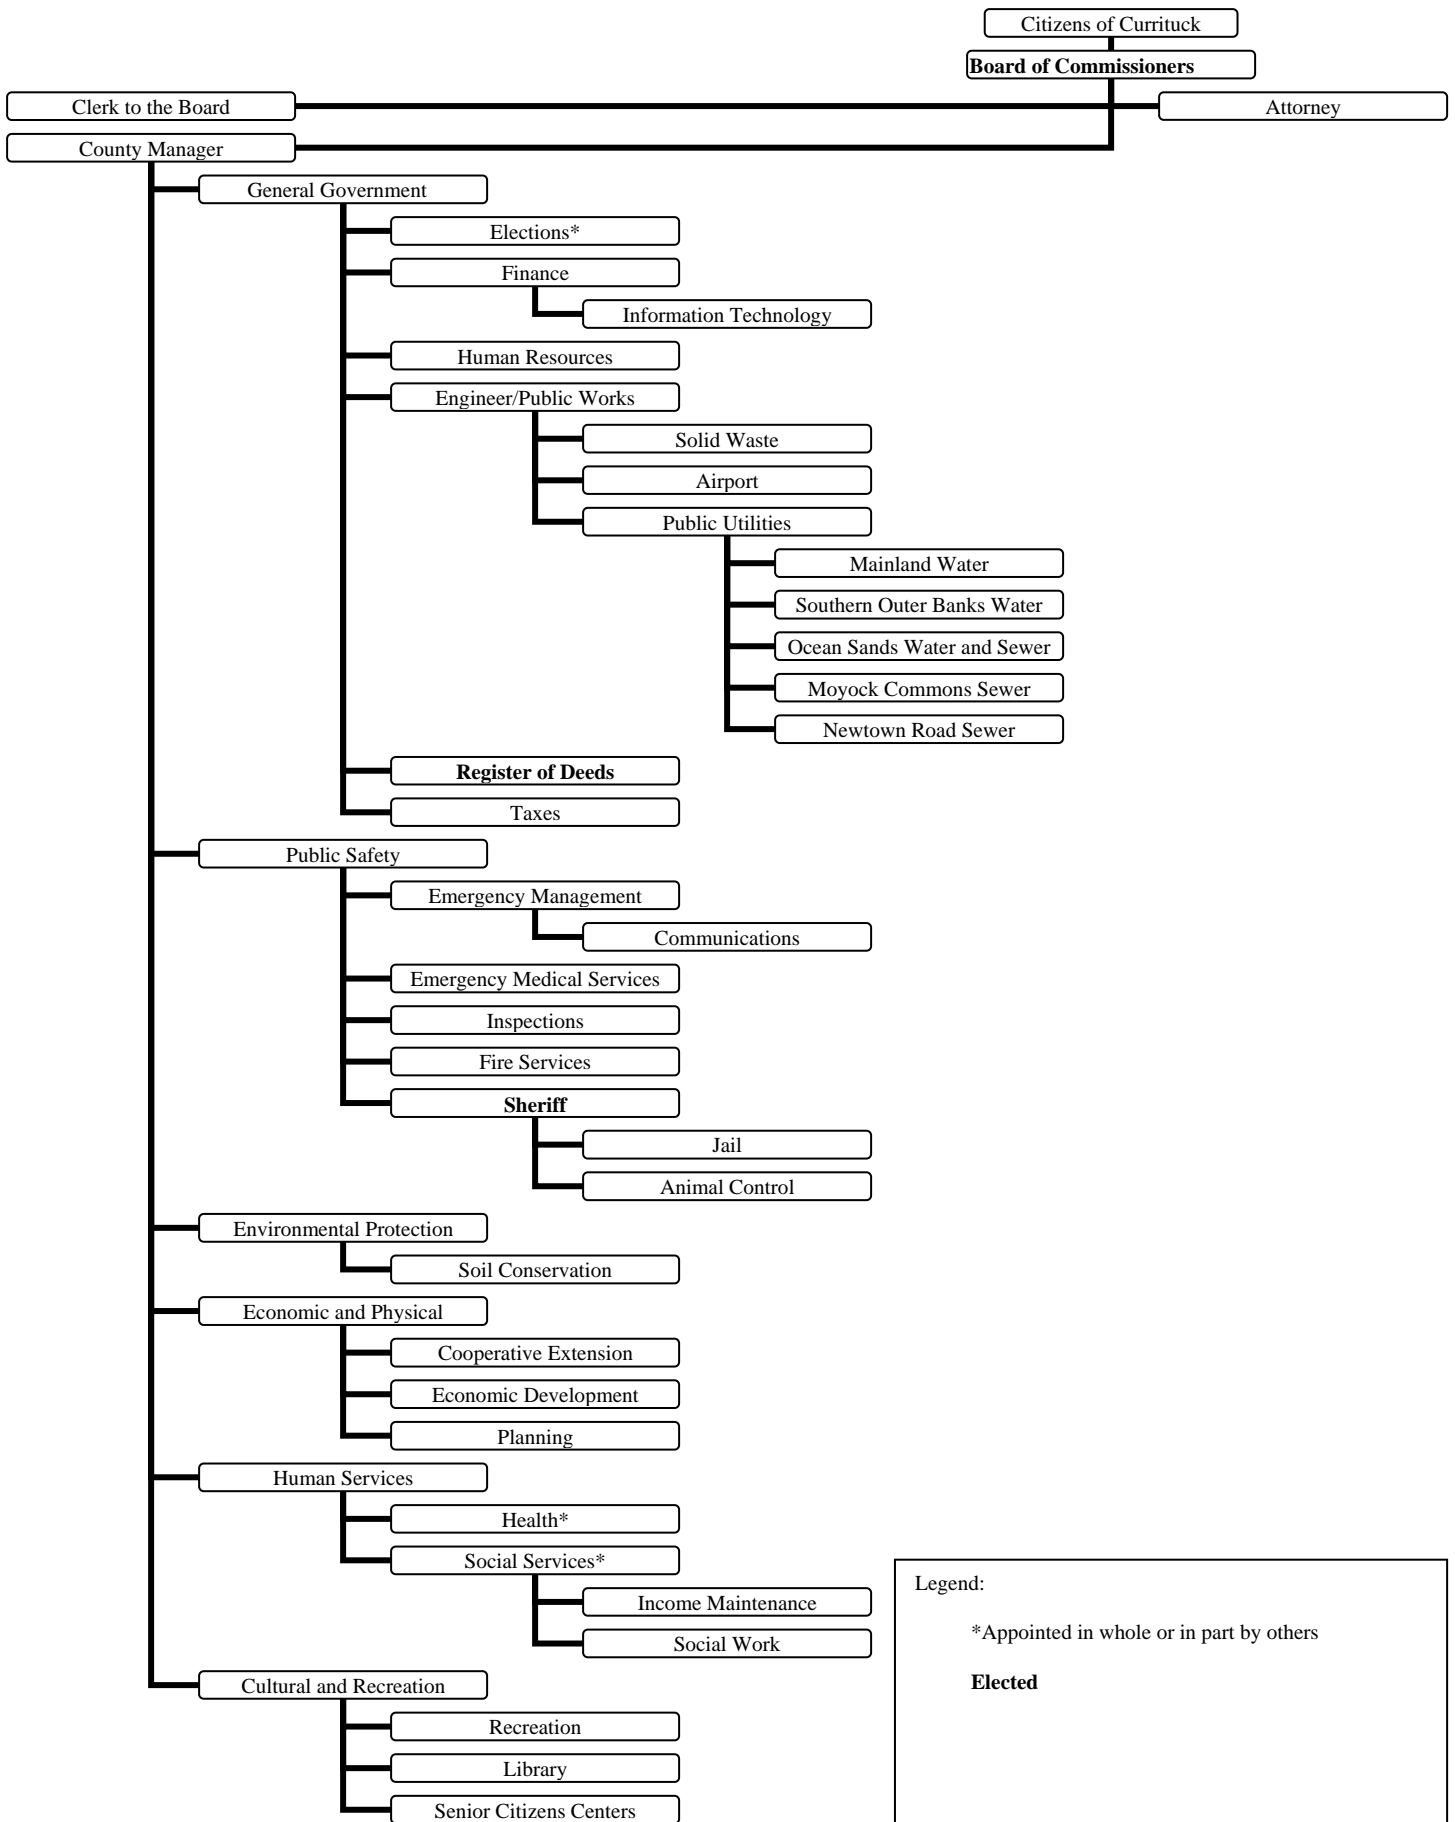 Citizens of Currituck
Board of Commissioners
Clerk to the Board
Attorney
County Manager
General Government
Elections*
Finance
Information Technology
Human Resources
Engineer/Public Works
Solid Waste
Airport
Public Utilities
Mainland Water
Southern Outer Banks Water
Ocean Sands Water and Sewer
Moyock Commons Sewer
Newtown Road Sewer
Register of Deeds
Taxes
Public Safety
Emergency Management
Communications
Emergency Medical Services
Inspections
Fire Services
Sheriff
Jail
Animal Control
Environmental Protection
Soil Conservation
Economic and Physical
Cooperative Extension
Economic Development
Planning
Human Services
Health*
Social Services*
Income Maintenance
Social Work
Cultural and Recreation
Recreation
Library
Senior Citizens Centers
Legend:
*Appointed in whole or in part by others
Elected